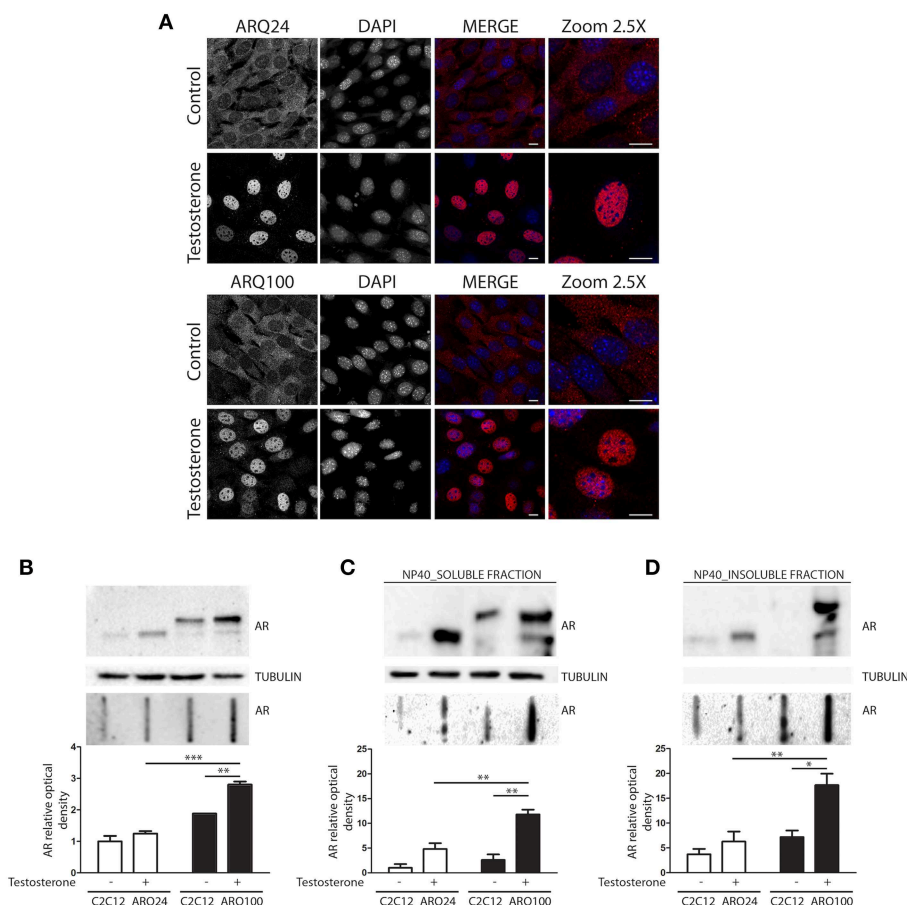 A
ARQ24 DAPI MERGE Zoom 2.5X
Control
Testosterone
ARQ100 DAPI MERGE Zoom 2.5X
Control
Testosterone
B
AR
TUBULIN
AR
AR relative optical
density
4
3
2
1
0
***
**
Testosterone - + - +
C2C12 ARQ24 C2C12 ARQ100
C
NP40_SOLUBLE FRACTION
AR
TUBULIN
AR
AR relative optical
density
25
20
15
10
5
0
**
**
- + - +
C2C12 ARQ24 C2C12 ARQ100
D
NP40_INSOLUBLE FRACTION
AR
TUBULIN
AR
AR relative optical
density
25
20
15
10
5
0
**
*
- + - +
C2C12 ARQ24 C2C12 ARQ100